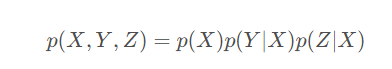 p(X, Y, Z) = p(X)p(Y|X)p(Z|X)